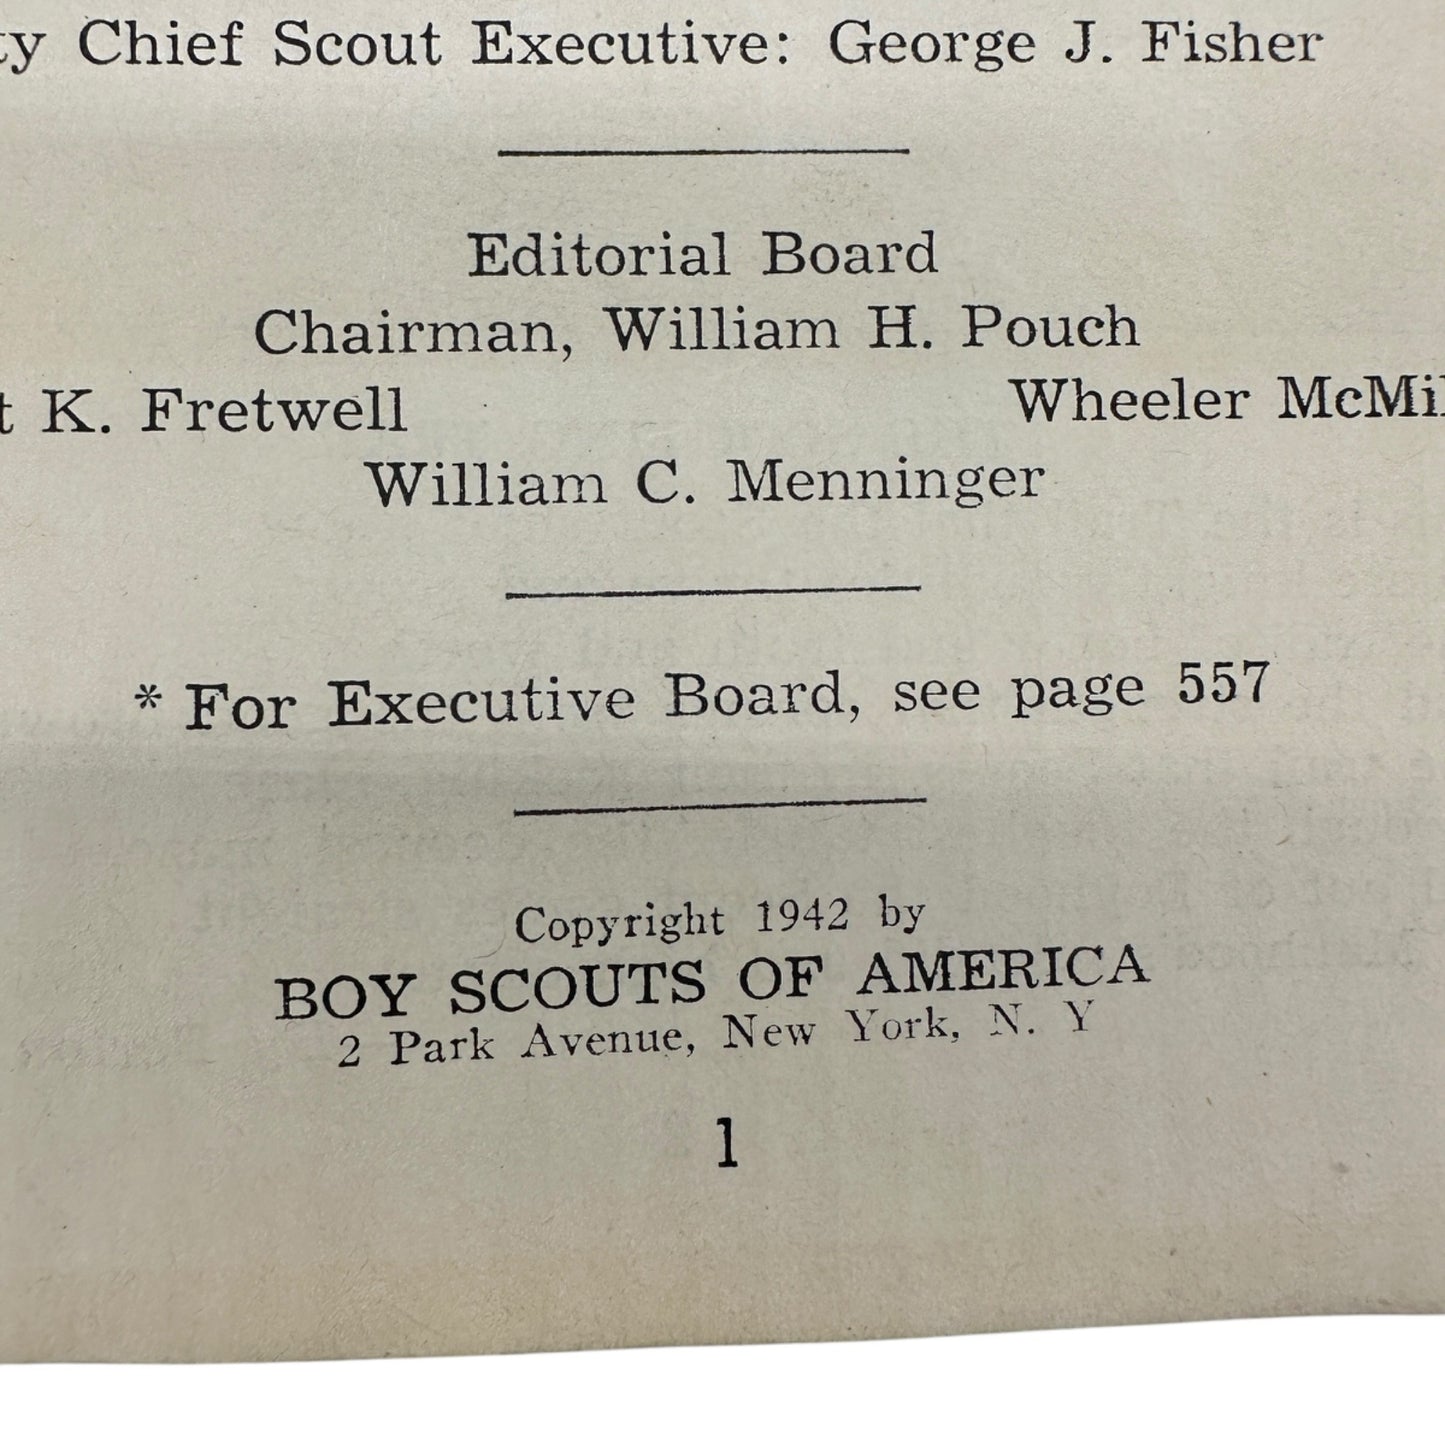 Chief Scout Executive: George J. Fisher
Editorial Board
Chairman, William H. Pouch
K. Fretwell Wheeler
William C. Menninger
* For Executive Board, see page 557
Copyright 1942 by
BOY SCOUTS OF AMERICA
2 Park Avenue, New York, N. Y
1